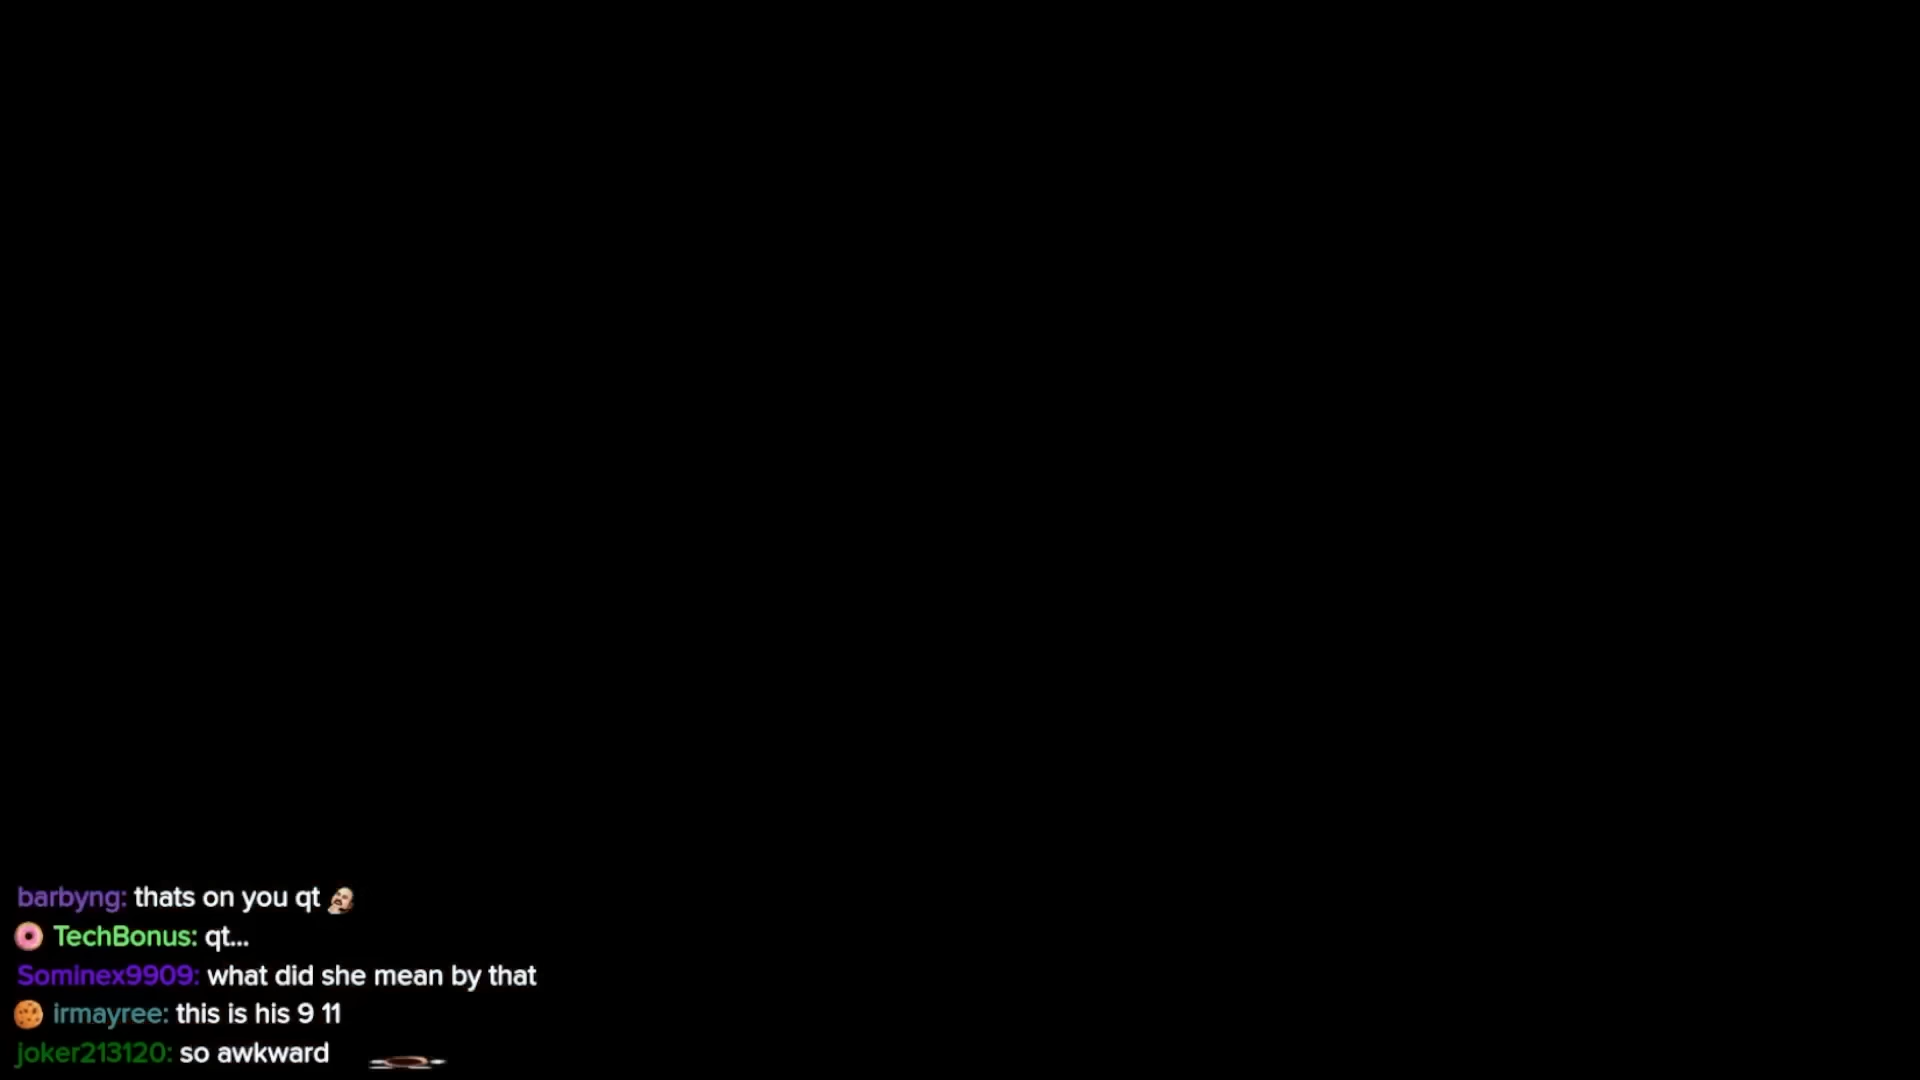 barbyng: thats on you qt
TechBonus: qt...
Sominex9909: what did she mean by that
irmayree: this is his 9 11
joker213120: so awkward